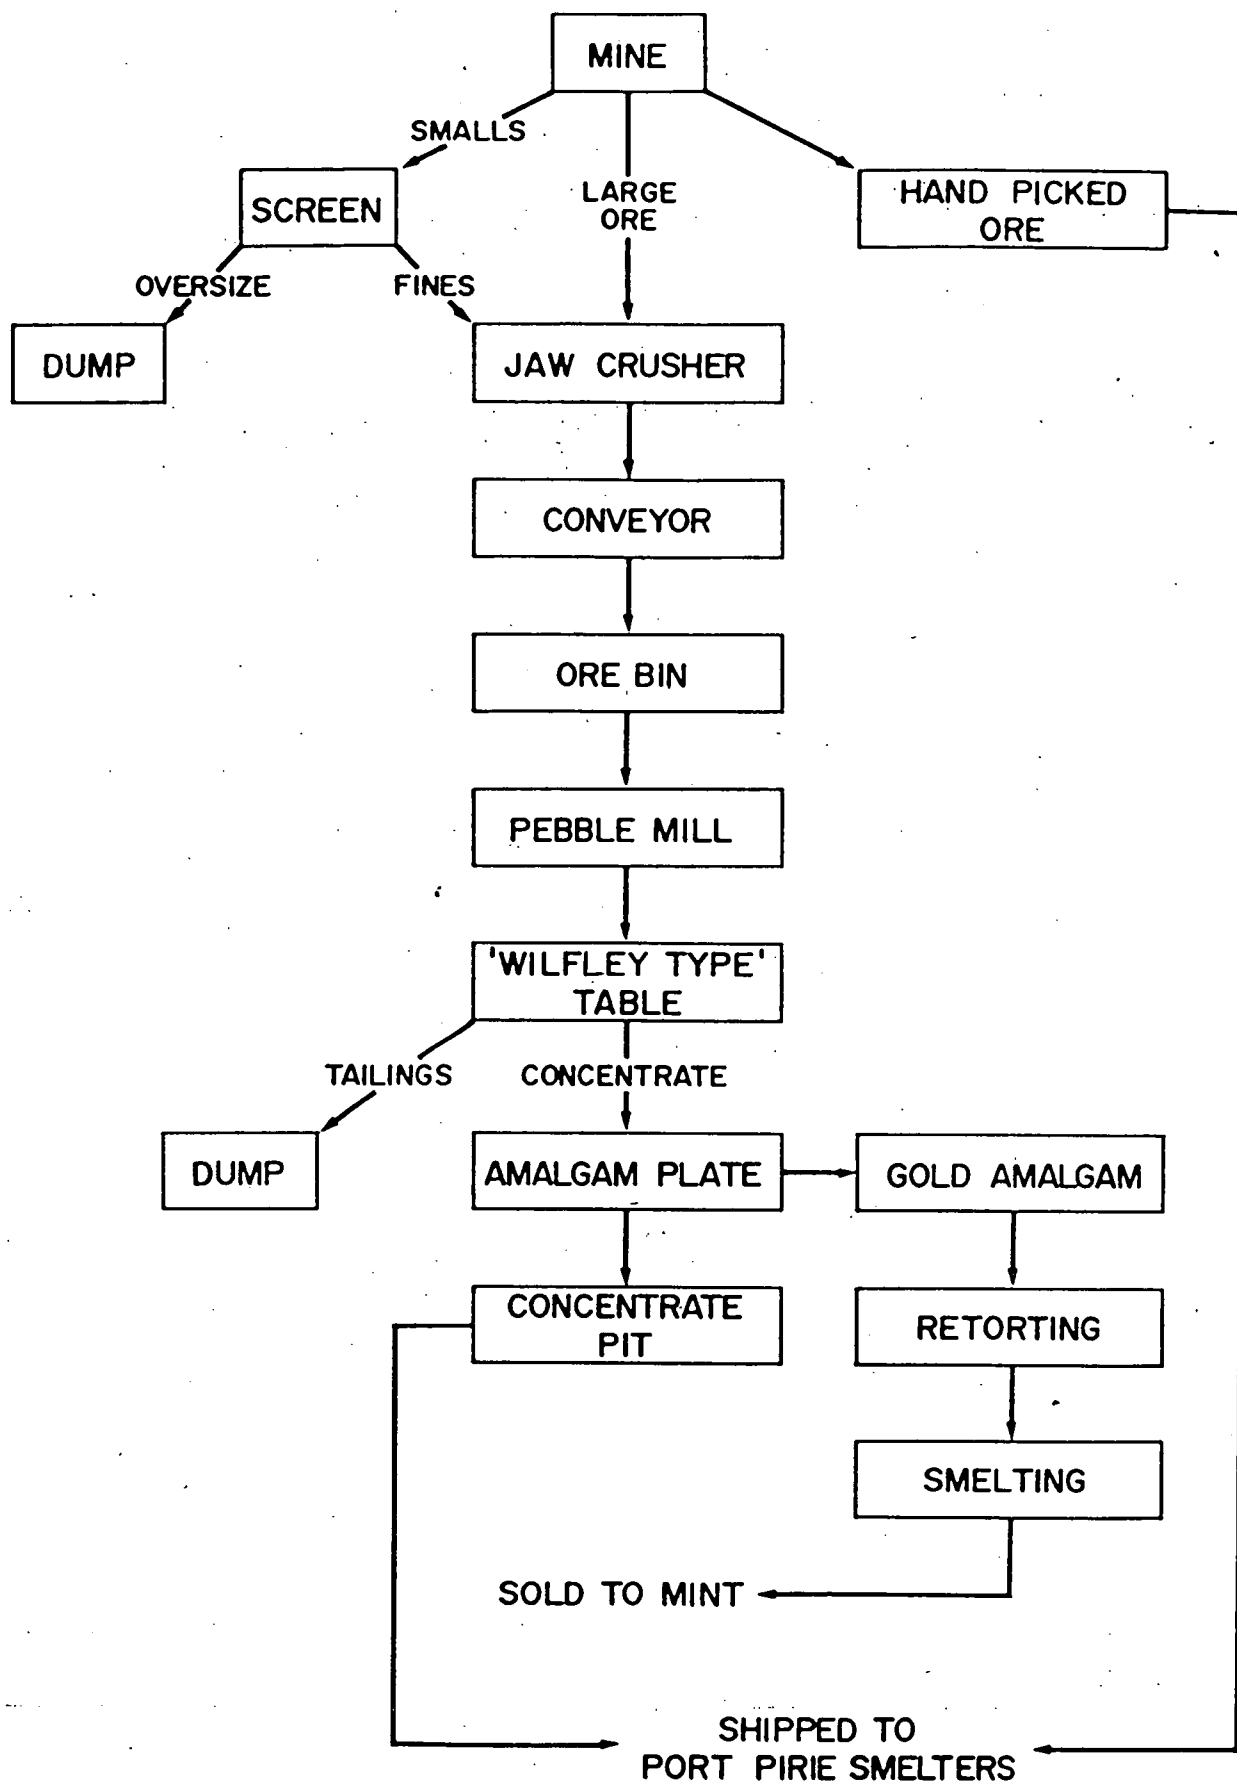 MINE
SMALLS
LARGE
ORE
HAND PICKED
ORE
SCREEN
OVERSIZE
FINES
DUMP
JAW CRUSHER
CONVEYOR
ORE BIN
PEBBLE MILL
'WILFLEY TYPE'
TABLE
TAILINGS
CONCENTRATE
DUMP
AMALGAM PLATE
GOLD AMALGAM
CONCENTRATE
PIT
RETORTING
SMELTING
SOLD TO MINT
SHIPPED TO
PORT PIRIE SMELTERS